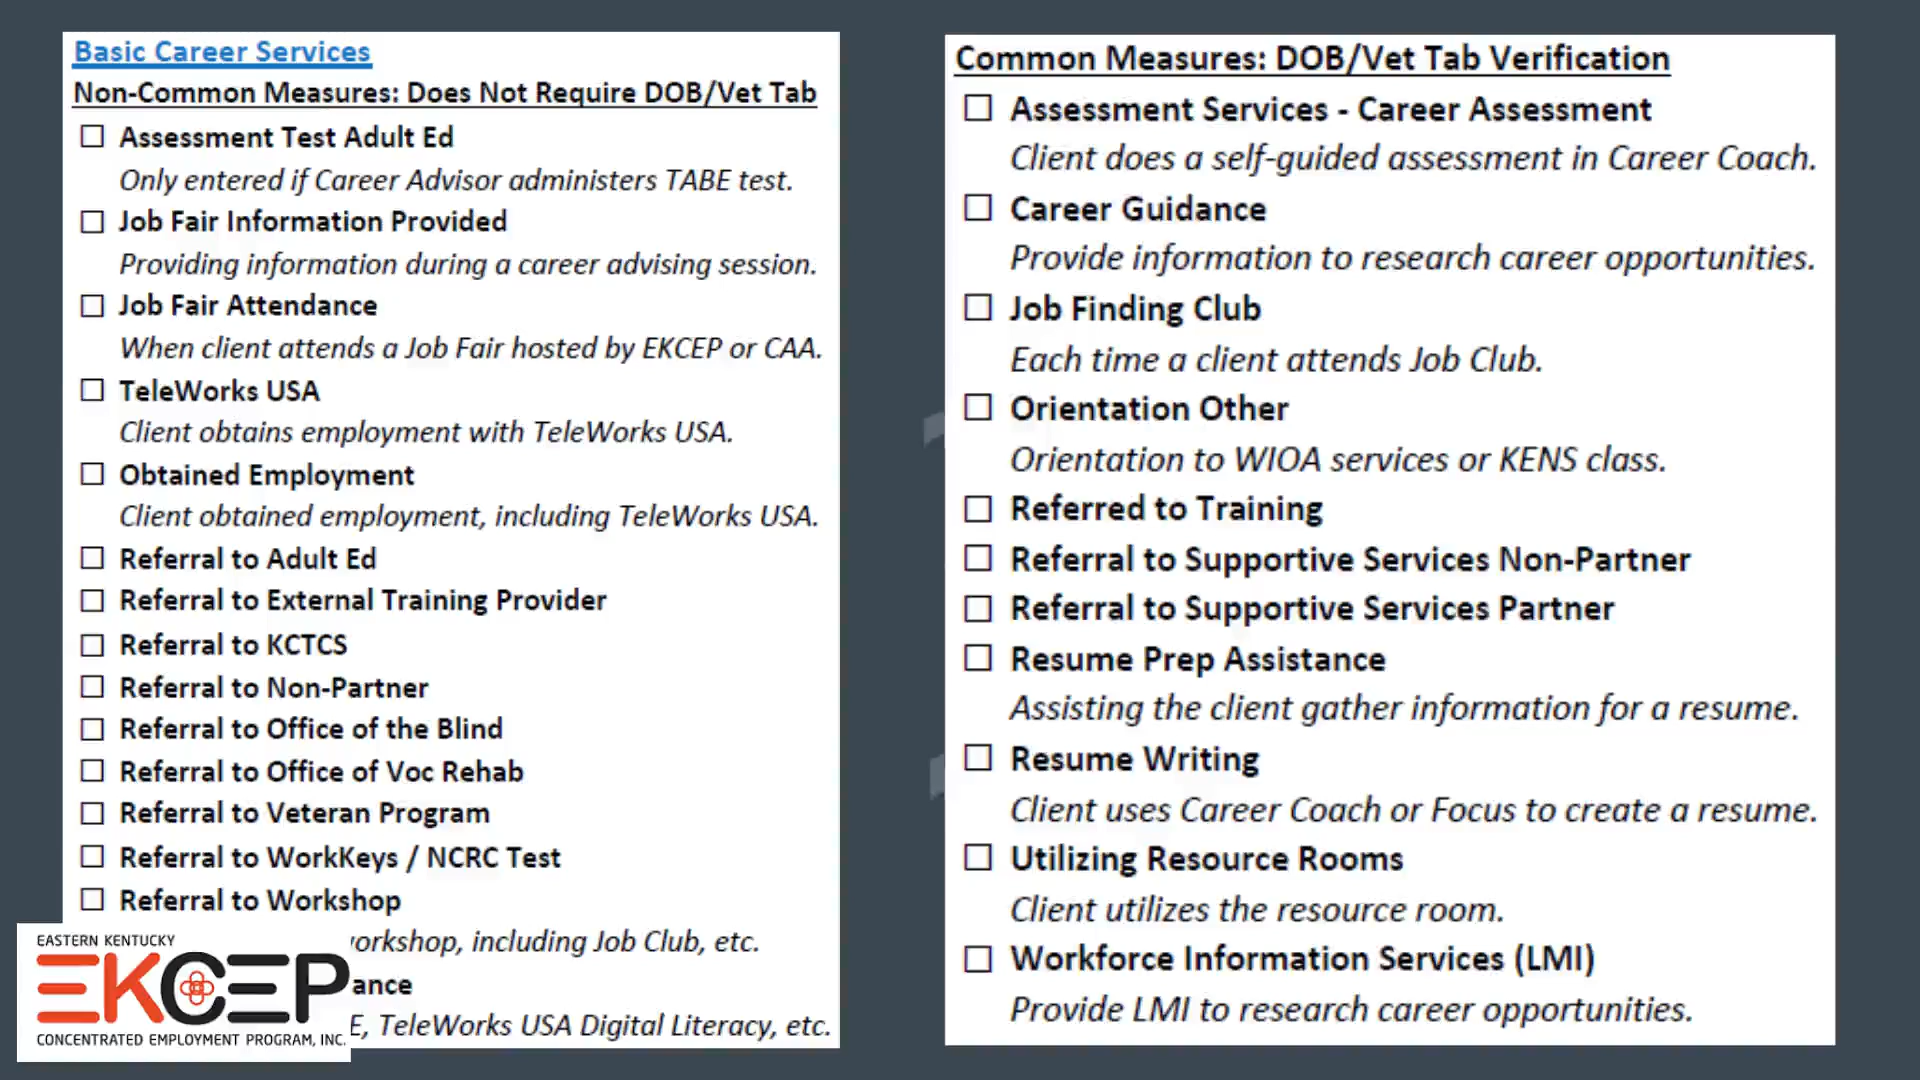 Basic Career Services
Non-Common Measures: Does Not Require DOB/Vet Tab
Assessment Test Adult Ed
Only entered if Career Advisor administers TABE test.
Job Fair Information Provided
Providing information during a career advising session.
Job Fair Attendance
When client attends a Job Fair hosted by EKCEP or CAA.
TeleWorks USA
Client obtains employment with TeleWorks USA.
Obtained Employment
Client obtained employment, including TeleWorks USA.
Referral to Adult Ed
Referral to External Training Provider
Referral to KCTCS
Referral to Non-Partner
Referral to Office of the Blind
Referral to Office of Voc Rehab
Referral to Veteran Program
Referral to WorkKeys / NCRC Test
Referral to Workshop
orkshop, including Job Club, etc.
ance
E, TeleWorks USA Digital Literacy, etc.
EASTERN KENTUCKY
EKCEP
CONCENTRATED EMPLOYMENT PROGRAM, INC.
Common Measures: DOB/Vet Tab Verification
Assessment Services - Career Assessment
Client does a self-guided assessment in Career Coach.
Career Guidance
Provide information to research career opportunities.
Job Finding Club
Each time a client attends Job Club.
Orientation Other
Orientation to WIOA services or KENS class.
Referred to Training
Referral to Supportive Services Non-Partner
Referral to Supportive Services Partner
Resume Prep Assistance
Assisting the client gather information for a resume.
Resume Writing
Client uses Career Coach or Focus to create a resume.
Utilizing Resource Rooms
Client utilizes the resource room.
Workforce Information Services (LMI)
Provide LMI to research career opportunities.